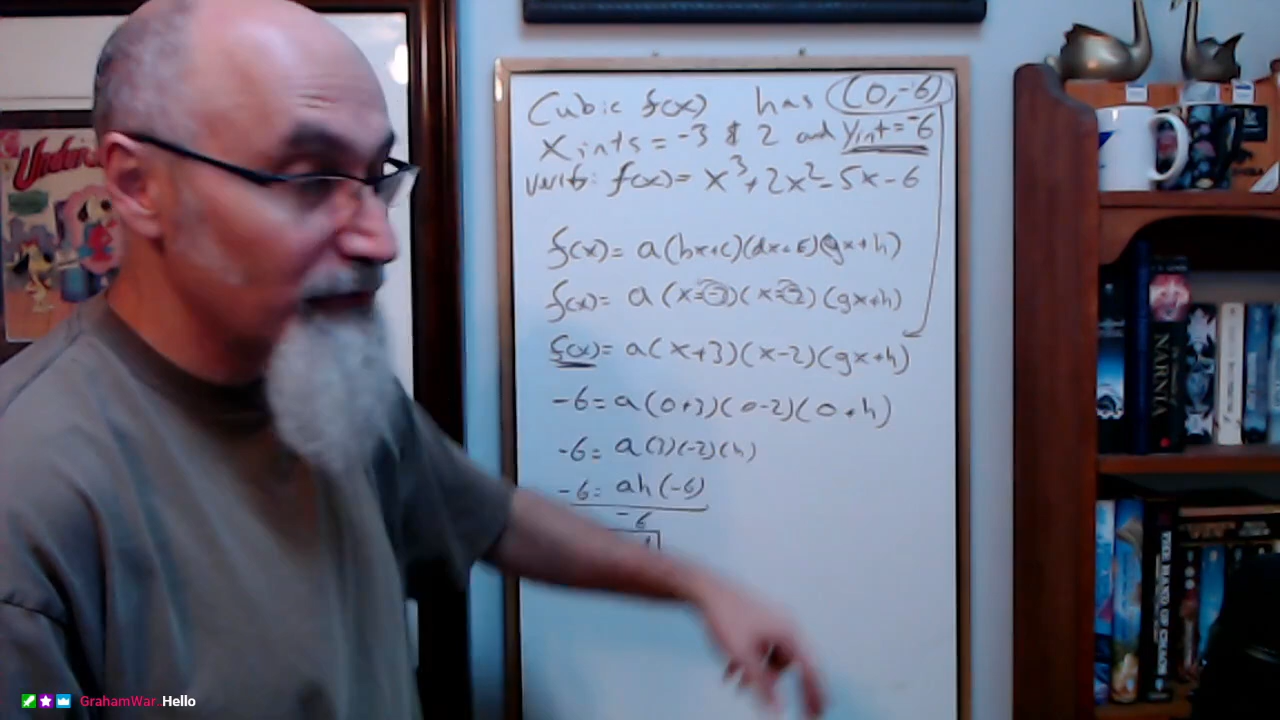 Cubic f(x) has (0,-6)
x ints = -3 & 2 and yint = -6
verify: f(x) = x³+2x²-5x-6
f(x) = a(bx+c)(dx+e)(gx+h)
f(x) = a(x--3)(x-2)(gx+h)
f(x) = a(x+3)(x-2)(gx+h)
-6 = a(0+3)(0-2)(0+h)
-6 = a(3)(-2)(h)
-6 = ah(-6)
-6
NARNIA
GrahamWar: Hello